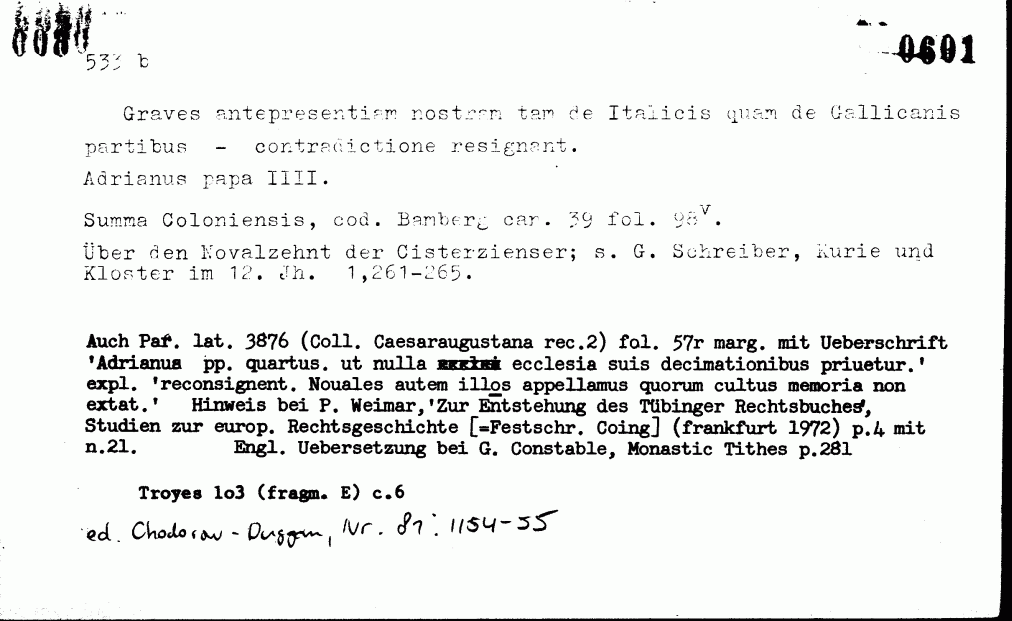 0601
533 b
Graves antepresentiam nostram tam de Italicis quam de Gallicanis
partibus - contradictione resignant.
Adrianus papa IIII.
Summa Coloniensis, cod. Bamberg can. 39 fol. 98v.
Über den Novalzehnt der Cisterzienser; s. G. Schreiber, Kurie und
Kloster im 12. Jh. 1,261-265.
Auch Par. lat. 3876 (Coll. Caesaraugustana rec.2) fol. 57r marg. mit Ueberschrift
'Adrianus pp. quartus. ut nulla ecclesia suis decimationibus priuetur.'
expl. 'reconsignent. Nouales autem illos appellamus quorum cultus memoria non
extat.' Hinweis bei P. Weimar,'Zur Entstehung des Tübinger Rechtsbuches',
Studien zur europ. Rechtsgeschichte [=Festschr. Coing] (frankfurt 1972) p.4 mit
n.21. Engl. Uebersetzung bei G. Constable, Monastic Tithes p.281
Troyes 1o3 (fragm. E) c.6
ed. Chodorow - Duggan, Nr. 87: 1154-55